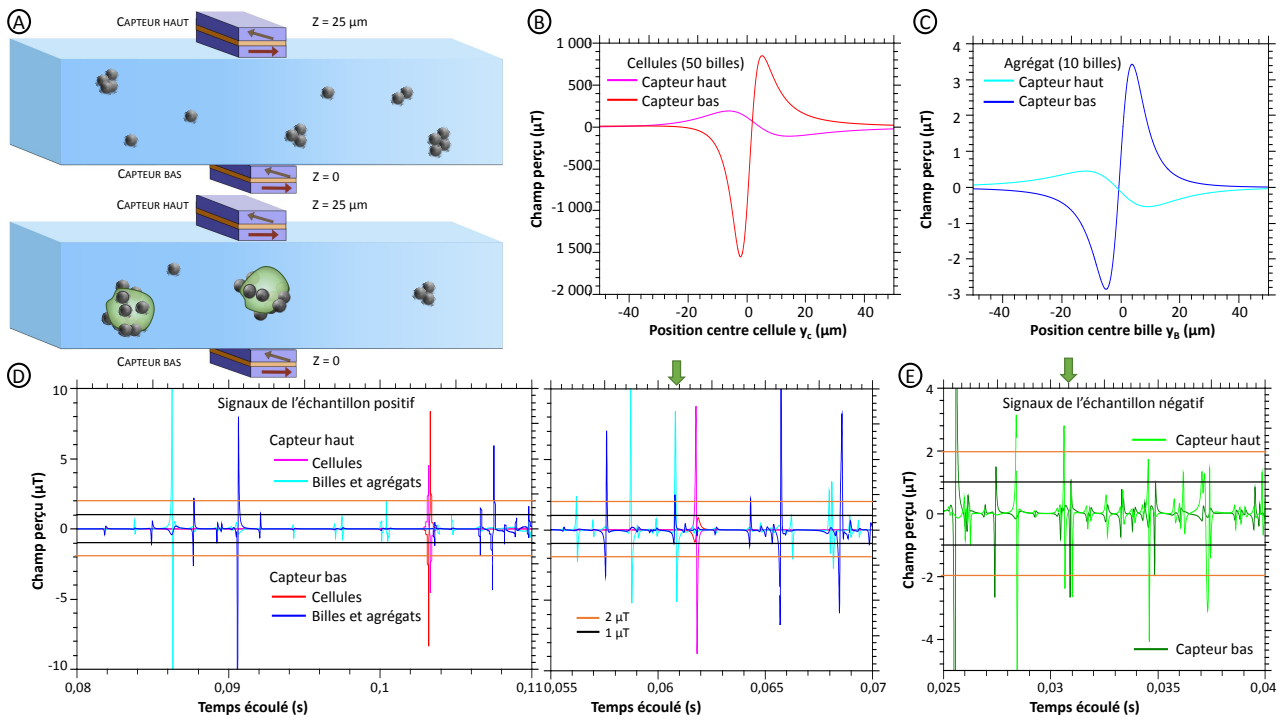 A
CAPTEUR HAUT
Z = 25 µm
CAPTEUR BAS
Z = 0
CAPTEUR HAUT
Z = 25 µm
CAPTEUR BAS
Z = 0
B
1 000
500
0
-500
-1 000
1 500
2 000
Champ perçu (µT)
Cellules (50 billes)
Capteur haut
Capteur bas
-40
-20
0
20
40
Position centre cellule yc (µm)
C
4
3
2
1
0
-1
-2
-3
Champ perçu (µT)
Agrégat (10 billes)
Capteur haut
Capteur bas
-40
-20
0
20
40
Position centre bille yB (µm)
D
10
5
0
-5
-10
Champ perçu (µT)
Signaux de l'échantillon positif
Capteur haut
Cellules
Billes et agrégats
Capteur bas
Cellules
Billes et agrégats
0,08
0,09
0,1
0,11
Temps écoulé (s)
2 µT
1 µT
0,055
0,06
0,065
0,07
Temps écoulé (s)
E
4
2
0
-2
-4
Champ perçu (µT)
Signaux de l'échantillon négatif
Capteur haut
Capteur bas
0,025
0,03
0,035
0,04
Temps écoulé (s)